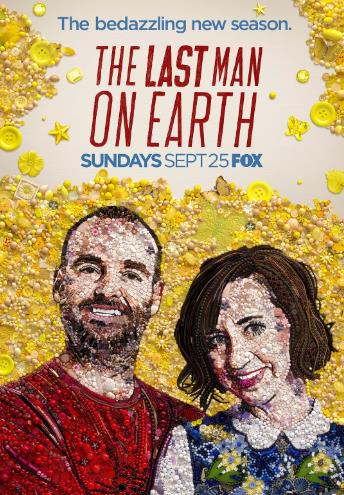 The bedazzling new season.
THE LAST MAN
ON EARTH
SUNDAYS SEPT 25 FOX